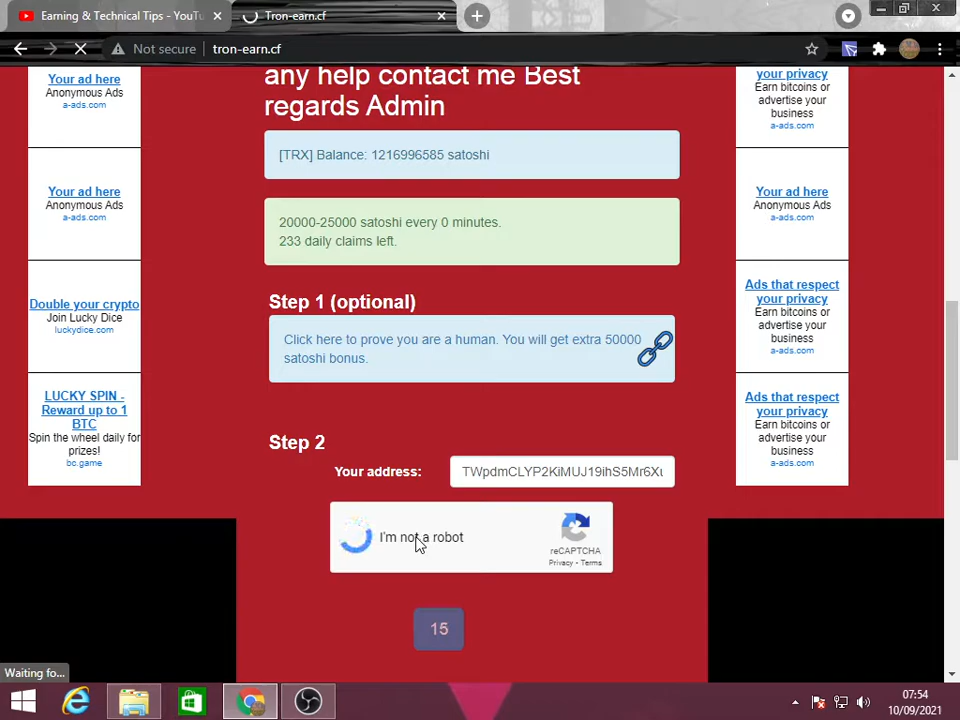 Earning & Technical Tips - YouTu
Tron-earn.cf
Not secure
tron-earn.cf
any help contact me Best
regards Admin
[TRX] Balance: 1216996585 satoshi
20000-25000 satoshi every 0 minutes.
233 daily claims left.
Step 1 (optional)
Click here to prove you are a human. You will get extra 50000
satoshi bonus.
Step 2
Your address:
TWpdmCLYP2KiMUJ19ihS5Mr6Xu
I'm not a robot
reCAPTCHA
Privacy - Terms
15
Your ad here
Anonymous Ads
a-ads.com
Your ad here
Anonymous Ads
a-ads.com
Double your crypto
Join Lucky Dice
luckydice.com
LUCKY SPIN -
Reward up to 1
BTC
Spin the wheel daily for
prizes!
bc.game
your privacy
Earn bitcoins or
advertise your
business
a-ads.com
Your ad here
Anonymous Ads
a-ads.com
Ads that respect
your privacy
Earn bitcoins or
advertise your
business
a-ads.com
Ads that respect
your privacy
Earn bitcoins or
advertise your
business
a-ads.com
Waiting fo...
07:54
10/09/2021